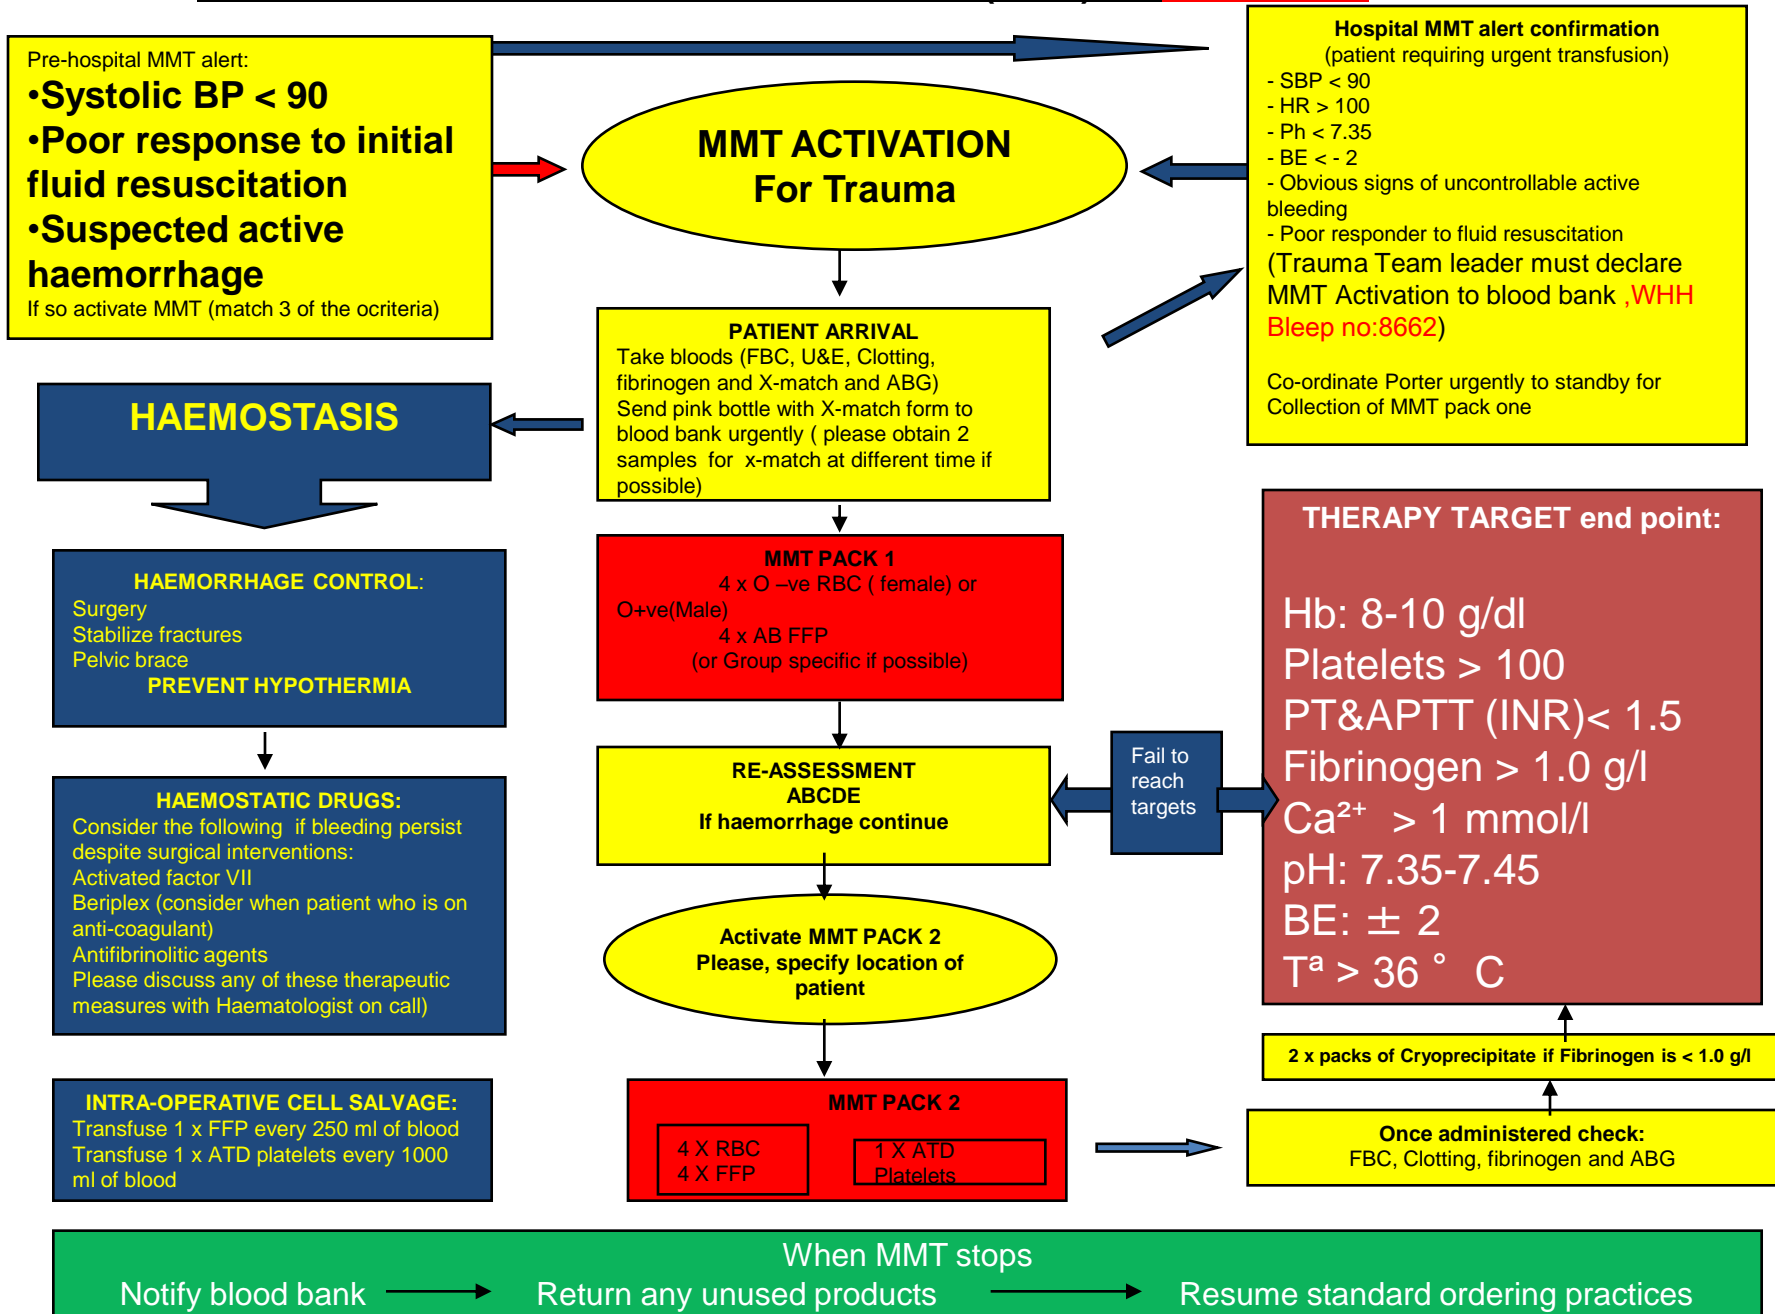 Pre-hospital MMT alert:
•Systolic BP < 90
•Poor response to initial
fluid resuscitation
•Suspected active
haemorrhage
If so activate MMT (match 3 of the ocriteria)
MMT ACTIVATION
For Trauma
Hospital MMT alert confirmation
(patient requiring urgent transfusion)
- SBP < 90
- HR > 100
- Ph < 7.35
- BE < - 2
- Obvious signs of uncontrollable active
bleeding
- Poor responder to fluid resuscitation
(Trauma Team leader must declare
MMT Activation to blood bank ,WHH
Bleep no:8662)
Co-ordinate Porter urgently to standby for
Collection of MMT pack one
PATIENT ARRIVAL
Take bloods (FBC, U&E, Clotting,
fibrinogen and X-match and ABG)
Send pink bottle with X-match form to
blood bank urgently ( please obtain 2
samples for x-match at different time if
possible)
HAEMOSTASIS
HAEMORRHAGE CONTROL:
Surgery
Stabilize fractures
Pelvic brace
PREVENT HYPOTHERMIA
HAEMOSTATIC DRUGS:
Consider the following if bleeding persist
despite surgical interventions:
Activated factor VII
Beriplex (consider when patient who is on
anti-coagulant)
Antifibrinolitic agents
Please discuss any of these therapeutic
measures with Haematologist on call)
INTRA-OPERATIVE CELL SALVAGE:
Transfuse 1 x FFP every 250 ml of blood
Transfuse 1 x ATD platelets every 1000
ml of blood
MMT PACK 1
4 x O –ve RBC ( female) or
O+ve(Male)
4 x AB FFP
(or Group specific if possible)
RE-ASSESSMENT
ABCDE
If haemorrhage continue
Fail to
reach
targets
Activate MMT PACK 2
Please, specify location of
patient
MMT PACK 2
4 X RBC
4 X FFP
1 X ATD
Platelets
THERAPY TARGET end point:
Hb: 8-10 g/dl
Platelets > 100
PT&APTT (INR)< 1.5
Fibrinogen > 1.0 g/l
Ca²⁺ > 1 mmol/l
pH: 7.35-7.45
BE: ± 2
Tª > 36 ° C
2 x packs of Cryoprecipitate if Fibrinogen is < 1.0 g/l
Once administered check:
FBC, Clotting, fibrinogen and ABG
When MMT stops
Notify blood bank Return any unused products Resume standard ordering practices